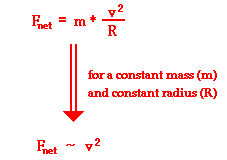 Fnet = m * v²/R
for a constant mass (m)
and constant radius (R)
Fnet ~ v²